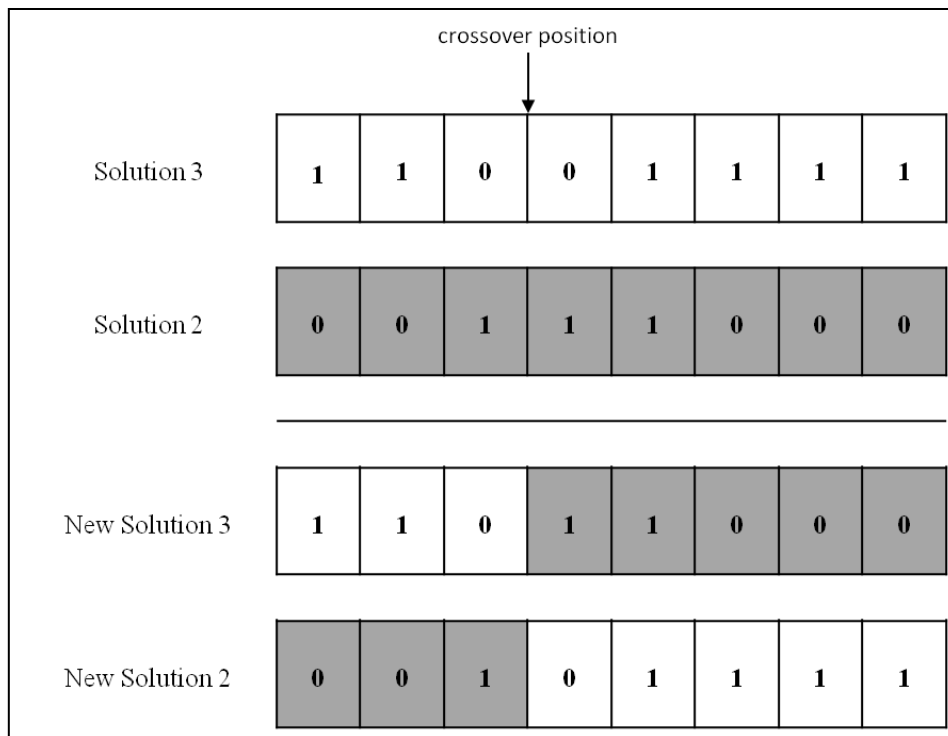 crossover position
Solution 3 1 1 0 0 1 1 1 1
Solution 2 0 0 1 1 1 0 0 0
New Solution 3 1 1 0 1 1 0 0 0
New Solution 2 0 0 1 0 1 1 1 1